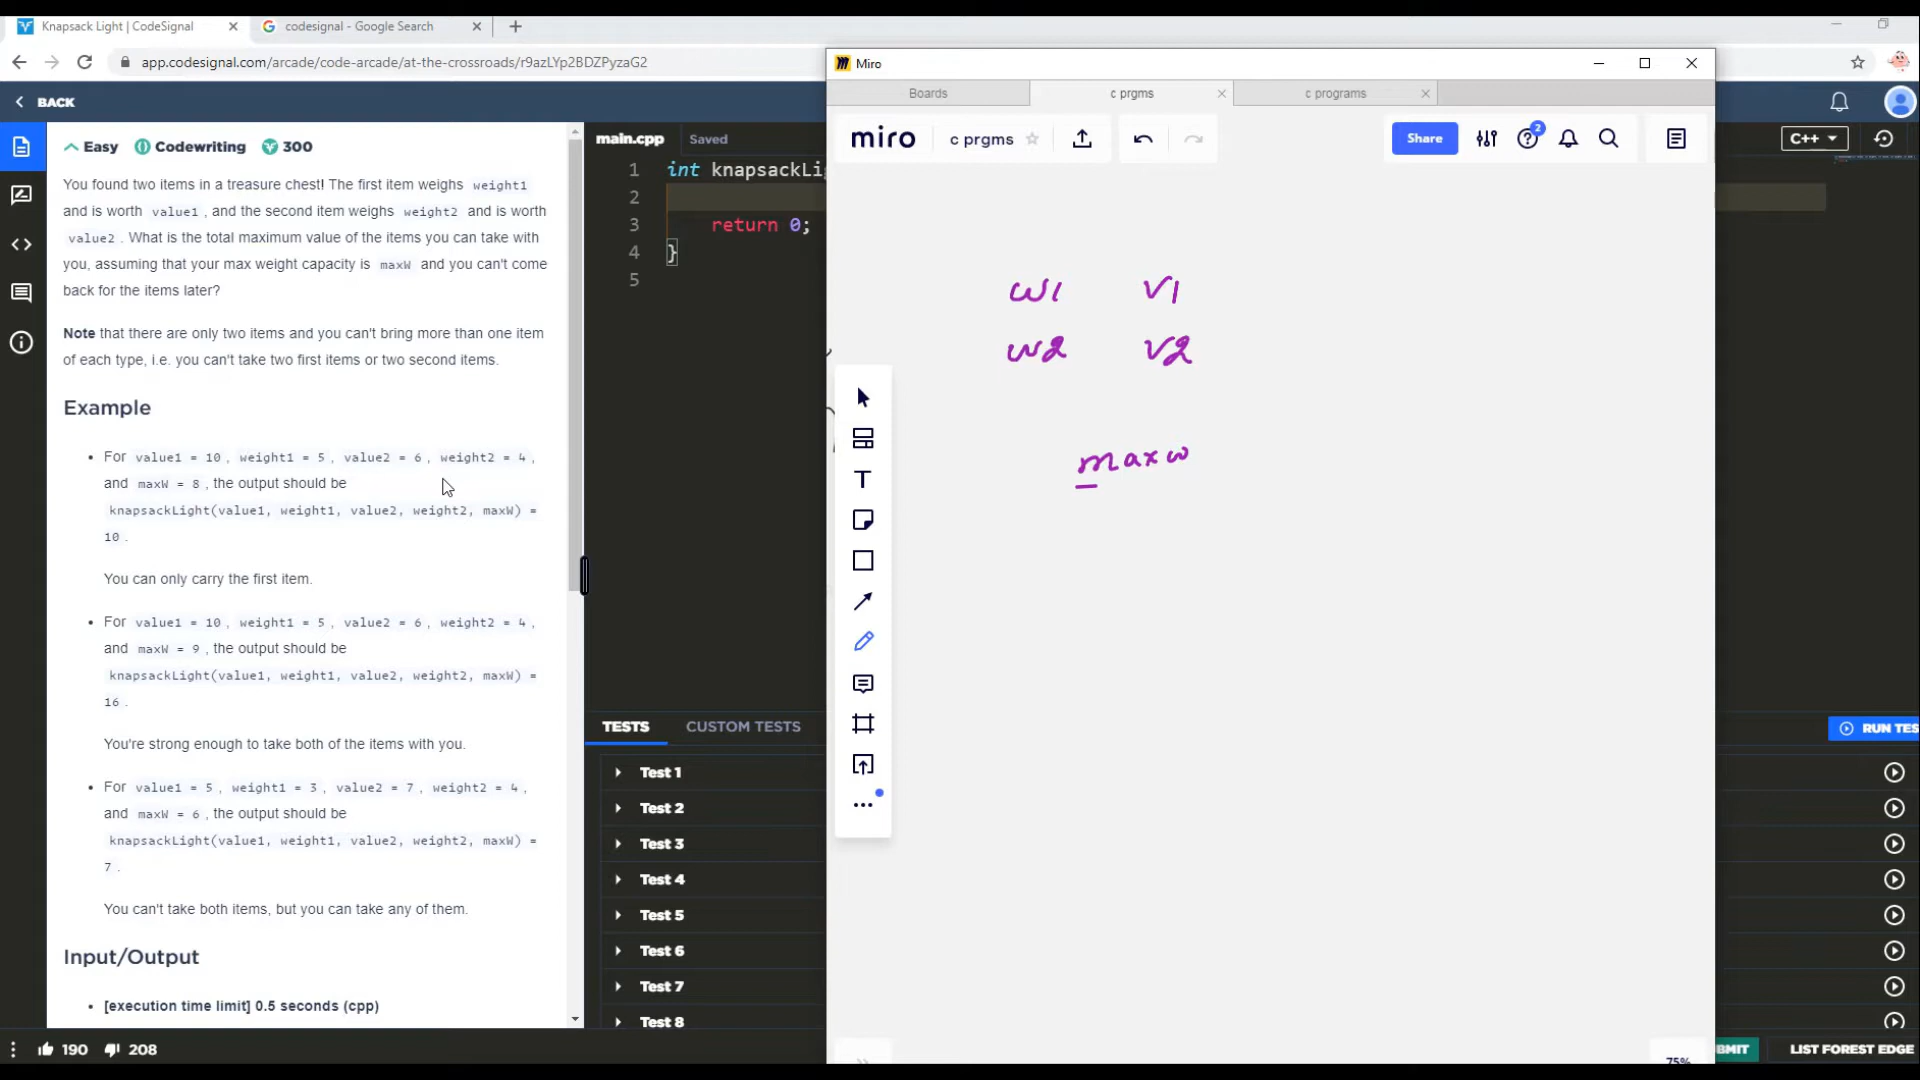 Knapsack Light | CodeSignal
codesignal - Google Search
app.codesignal.com/arcade/code-arcade/at-the-crossroads/r9azLYp2BDZPyzaG2
Miro
BACK
Boards
c prgms
c programs
Easy Codewriting 300
main.cpp Saved
miro c prgms
Share
2
C++
You found two items in a treasure chest! The first item weighs weight1
and is worth value1 , and the second item weighs weight2 and is worth
value2 . What is the total maximum value of the items you can take with
you, assuming that your max weight capacity is maxW and you can't come
back for the items later?
Note that there are only two items and you can't bring more than one item
of each type, i.e. you can't take two first items or two second items.
Example
For value1 = 10 , weight1 = 5 , value2 = 6 , weight2 = 4 ,
and maxW = 8 , the output should be
knapsackLight(value1, weight1, value2, weight2, maxW) =
10 .
You can only carry the first item.
For value1 = 10 , weight1 = 5 , value2 = 6 , weight2 = 4 ,
and maxW = 9 , the output should be
knapsackLight(value1, weight1, value2, weight2, maxW) =
16 .
You're strong enough to take both of the items with you.
For value1 = 5 , weight1 = 3 , value2 = 7 , weight2 = 4 ,
and maxW = 6 , the output should be
knapsackLight(value1, weight1, value2, weight2, maxW) =
7 .
You can't take both items, but you can take any of them.
Input/Output
[execution time limit] 0.5 seconds (cpp)
190 208
1 int knapsackLi
2
3 return 0;
4 }
5
w1 v1
w2 v2
maxw
TESTS CUSTOM TESTS
RUN TES
Test 1
Test 2
Test 3
Test 4
Test 5
Test 6
Test 7
Test 8
75%
BMIT
LIST FOREST EDGE